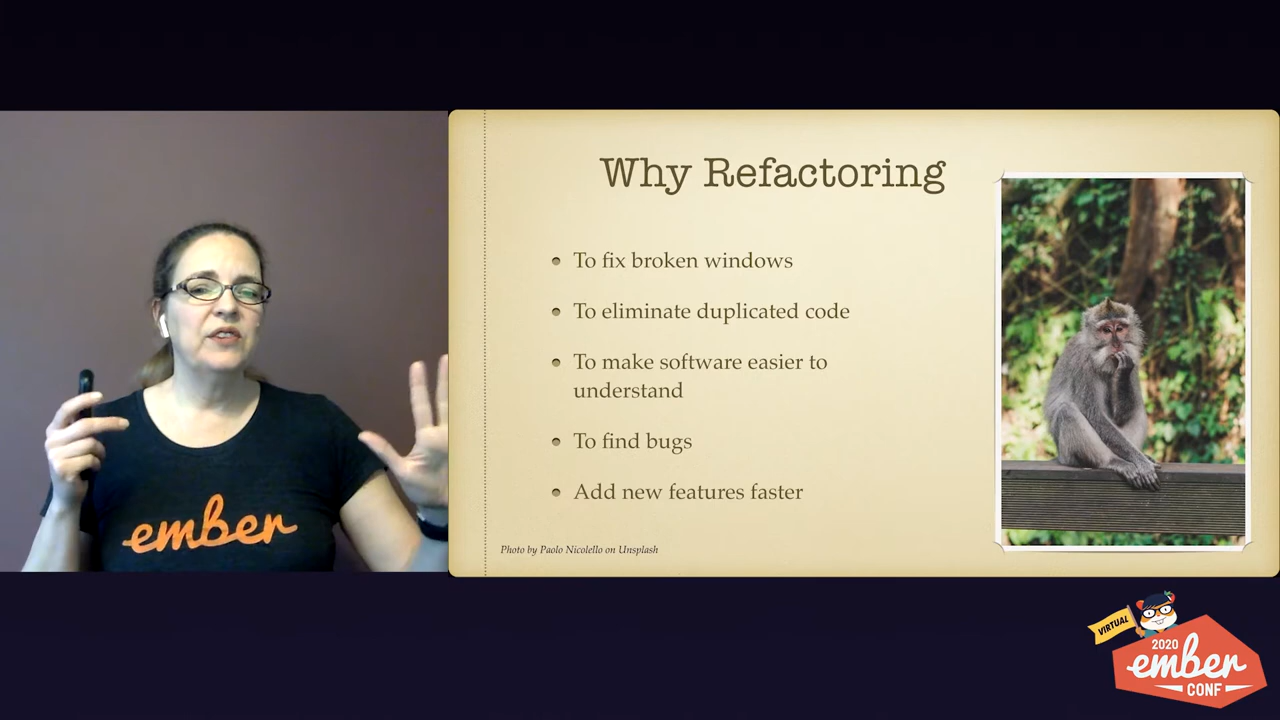 Why Refactoring
To fix broken windows
To eliminate duplicated code
To make software easier to
understand
To find bugs
Add new features faster
Photo by Paolo Nicolello on Unsplash
ember
VIRTUAL
2020
ember
CONF